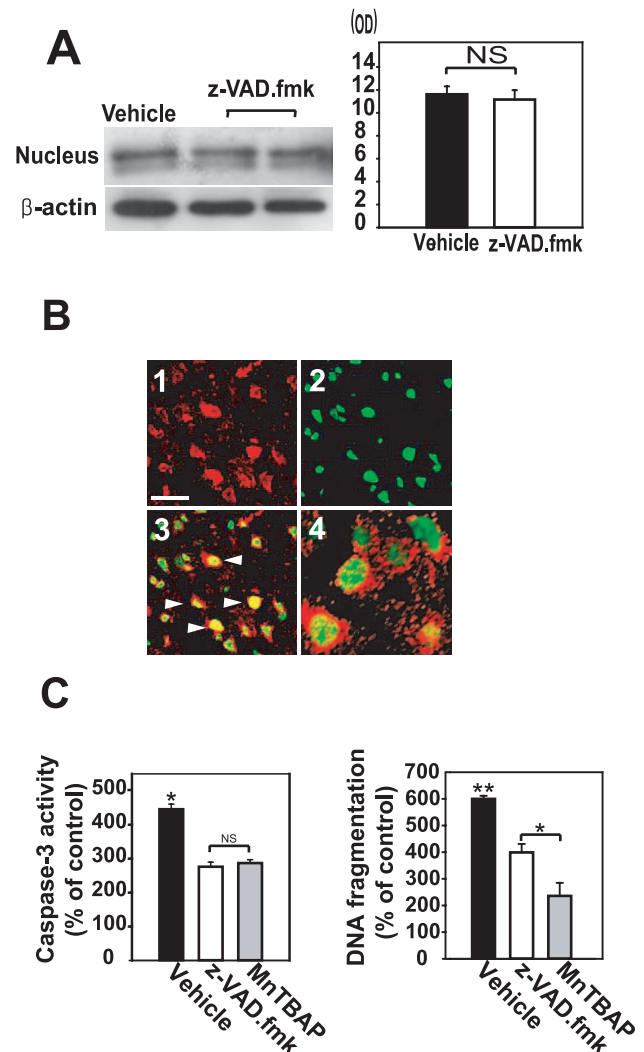 A
Vehicle
z-VAD.fmk
Nucleus
β-actin
(OD)
14
12
10
8
6
4
2
0
NS
Vehicle
z-VAD.fmk
B
1
2
3
4
C
Caspase-3 activity
(% of control)
500
400
300
200
100
0
*
NS
Vehicle
z-VAD.fmk
MnTBAP
DNA fragmentation
(% of control)
700
600
500
400
300
200
100
0
**
*
Vehicle
z-VAD.fmk
MnTBAP